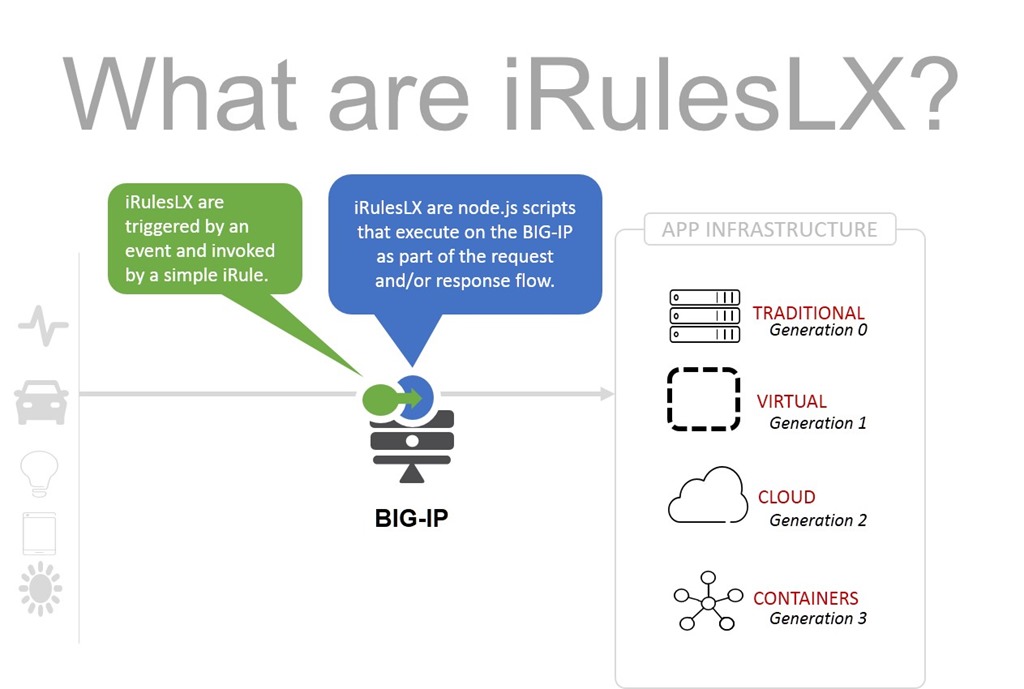 What are iRulesLX?
iRulesLX are
triggered by an
event and invoked
by a simple iRule.
iRulesLX are node.js scripts
that execute on the BIG-IP
as part of the request
and/or response flow.
APP INFRASTRUCTURE
TRADITIONAL
Generation 0
VIRTUAL
Generation 1
CLOUD
Generation 2
CONTAINERS
Generation 3
BIG-IP